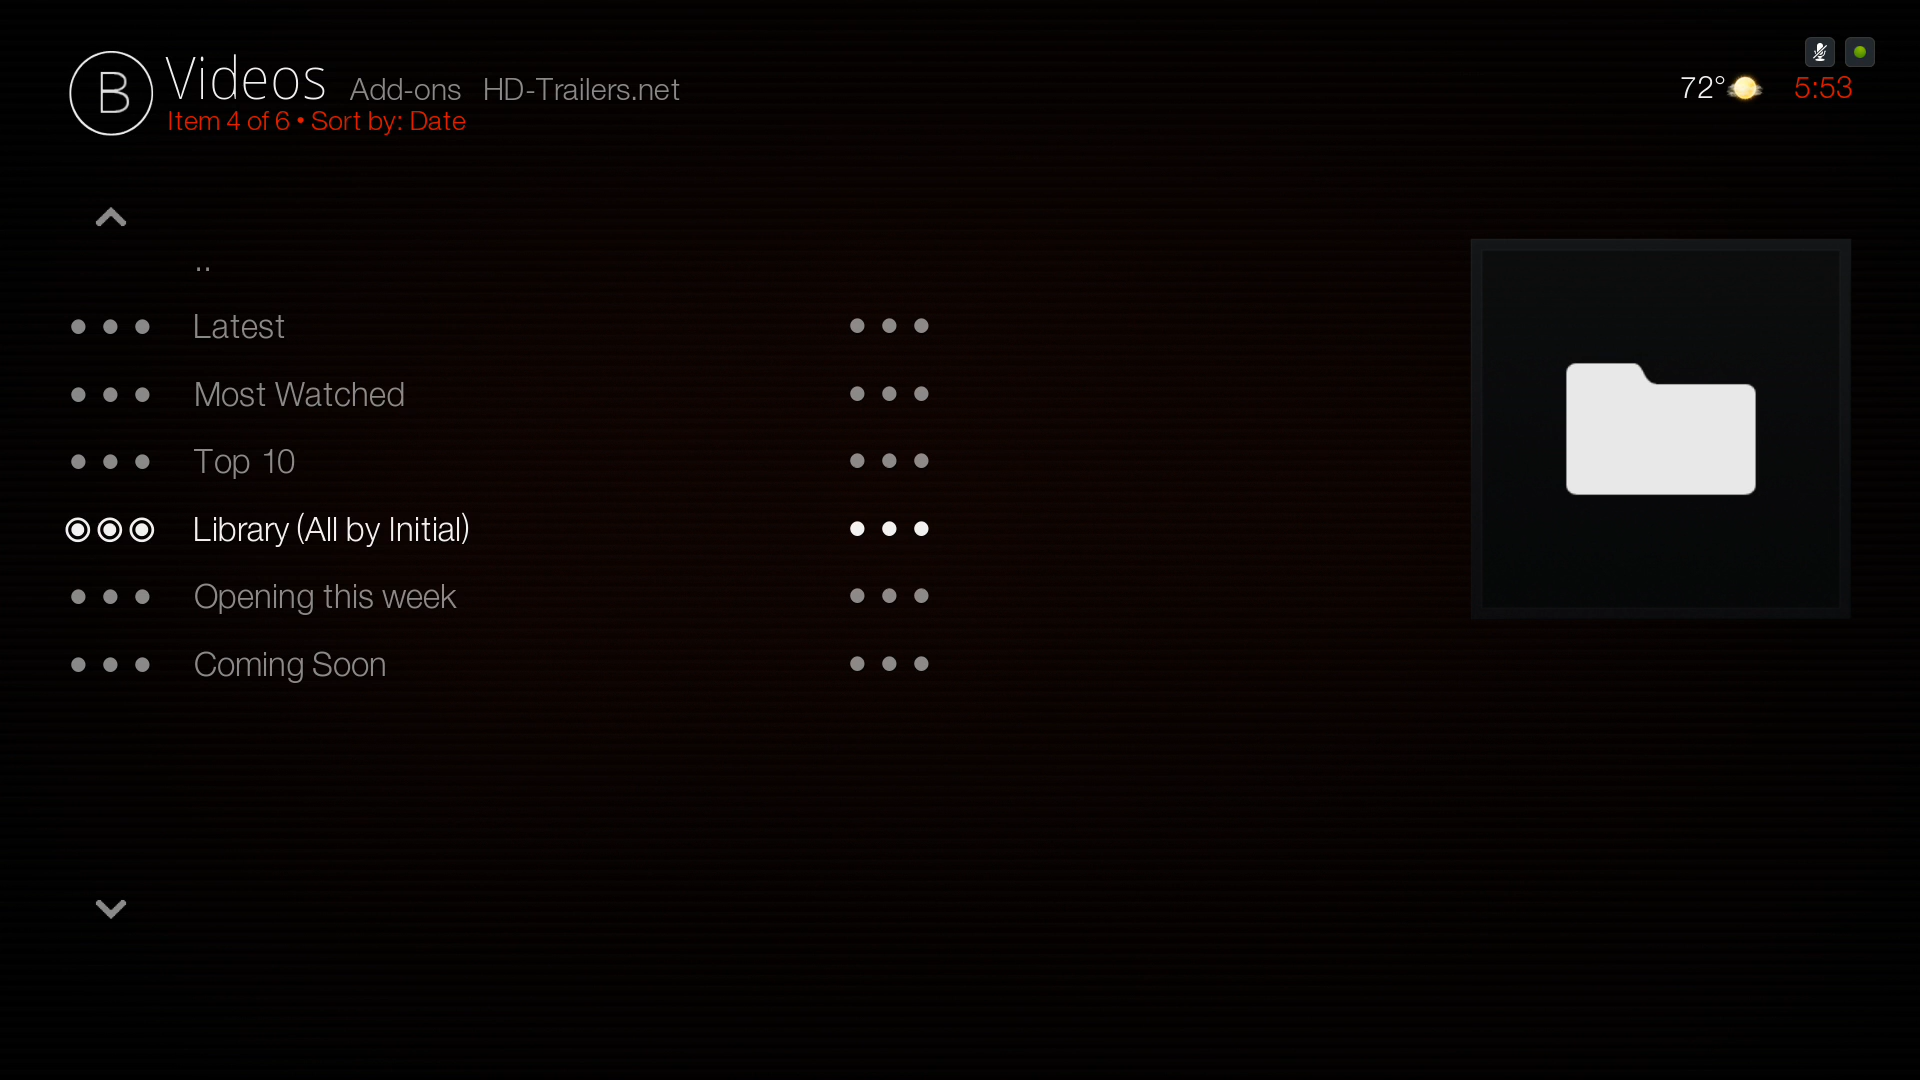 B Videos Add-ons HD-Trailers.net
Item 4 of 6 • Sort by: Date
72° 5:53
..
Latest
Most Watched
Top 10
Library (All by Initial)
Opening this week
Coming Soon